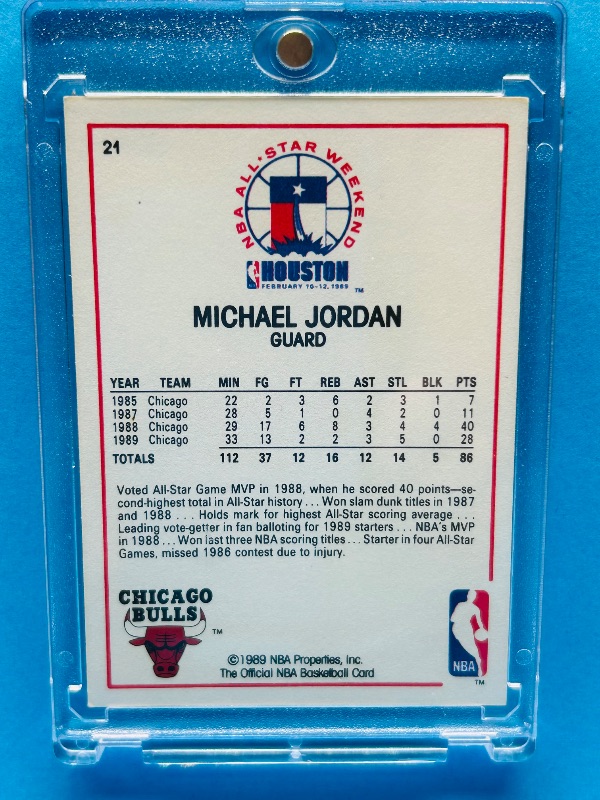 21
NBA ALL·STAR WEEKEND
HOUSTON
FEBRUARY 10-12, 1989
TM
MICHAEL JORDAN
GUARD
YEAR TEAM MIN FG FT REB AST STL BLK PTS
1985 Chicago 22 2 3 6 2 3 1 7
1987 Chicago 28 5 1 0 4 2 0 11
1988 Chicago 29 17 6 8 3 4 4 40
1989 Chicago 33 13 2 2 3 5 0 28
TOTALS 112 37 12 16 12 14 5 86
Voted All-Star Game MVP in 1988, when he scored 40 points—se-
cond-highest total in All-Star history . . . Won slam dunk titles in 1987
and 1988 . . . Holds mark for highest All-Star scoring average . . .
Leading vote-getter in fan balloting for 1989 starters . . . NBA's MVP
in 1988 . . . Won last three NBA scoring titles . . . Starter in four All-Star
Games, missed 1986 contest due to injury.
CHICAGO
BULLS
TM
NBA
TM
©1989 NBA Properties, Inc.
The Official NBA Basketball Card